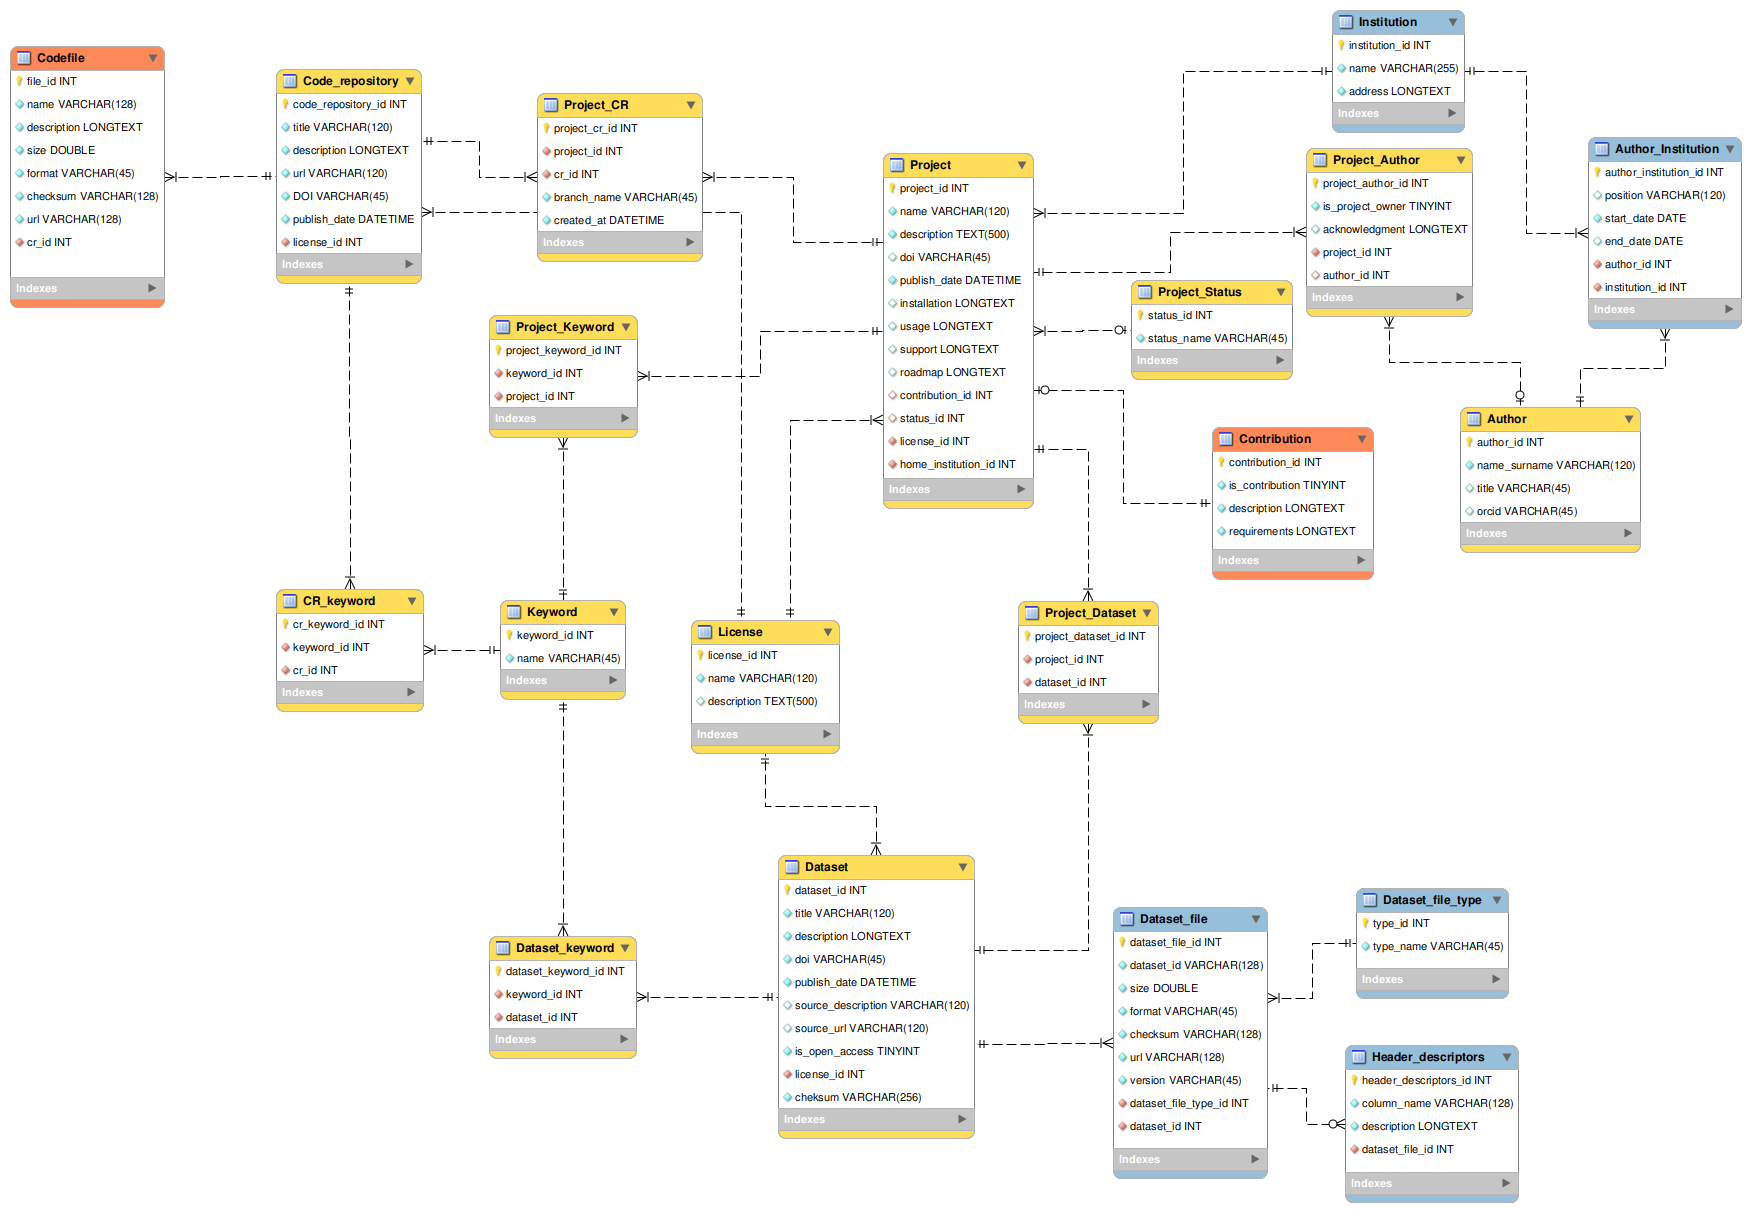 Codefile
file_id INT
name VARCHAR(128)
description LONGTEXT
size DOUBLE
format VARCHAR(45)
checksum VARCHAR(128)
url VARCHAR(128)
cr_id INT
Indexes
Code_repository
code_repository_id INT
title VARCHAR(120)
description LONGTEXT
url VARCHAR(120)
DOI VARCHAR(45)
publish_date DATETIME
license_id INT
Indexes
Project_CR
project_cr_id INT
project_id INT
cr_id INT
branch_name VARCHAR(45)
created_at DATETIME
Indexes
Project
project_id INT
name VARCHAR(120)
description TEXT(500)
doi VARCHAR(45)
publish_date DATETIME
installation LONGTEXT
usage LONGTEXT
support LONGTEXT
roadmap LONGTEXT
contribution_id INT
status_id INT
license_id INT
home_institution_id INT
Indexes
Institution
institution_id INT
name VARCHAR(255)
address LONGTEXT
Indexes
Project_Author
project_author_id INT
is_project_owner TINYINT
acknowledgment LONGTEXT
project_id INT
author_id INT
Indexes
Author_Institution
author_institution_id INT
position VARCHAR(120)
start_date DATE
end_date DATE
author_id INT
institution_id INT
Indexes
Project_Status
status_id INT
status_name VARCHAR(45)
Indexes
Project_Keyword
project_keyword_id INT
keyword_id INT
project_id INT
Indexes
Contribution
contribution_id INT
is_contribution TINYINT
description LONGTEXT
requirements LONGTEXT
Indexes
Author
author_id INT
name_surname VARCHAR(120)
title VARCHAR(45)
orcid VARCHAR(45)
Indexes
CR_keyword
cr_keyword_id INT
keyword_id INT
cr_id INT
Indexes
Keyword
keyword_id INT
name VARCHAR(45)
Indexes
License
license_id INT
name VARCHAR(120)
description TEXT(500)
Indexes
Project_Dataset
project_dataset_id INT
project_id INT
dataset_id INT
Indexes
Dataset
dataset_id INT
title VARCHAR(120)
description LONGTEXT
doi VARCHAR(45)
publish_date DATETIME
source_description VARCHAR(120)
source_url VARCHAR(120)
is_open_access TINYINT
license_id INT
cheksum VARCHAR(256)
Indexes
Dataset_keyword
dataset_keyword_id INT
keyword_id INT
dataset_id INT
Indexes
Dataset_file
dataset_file_id INT
dataset_id VARCHAR(128)
size DOUBLE
format VARCHAR(45)
checksum VARCHAR(128)
url VARCHAR(128)
version VARCHAR(45)
dataset_file_type_id INT
dataset_id INT
Indexes
Dataset_file_type
type_id INT
type_name VARCHAR(45)
Indexes
Header_descriptors
header_descriptors_id INT
column_name VARCHAR(128)
description LONGTEXT
dataset_file_id INT
Indexes